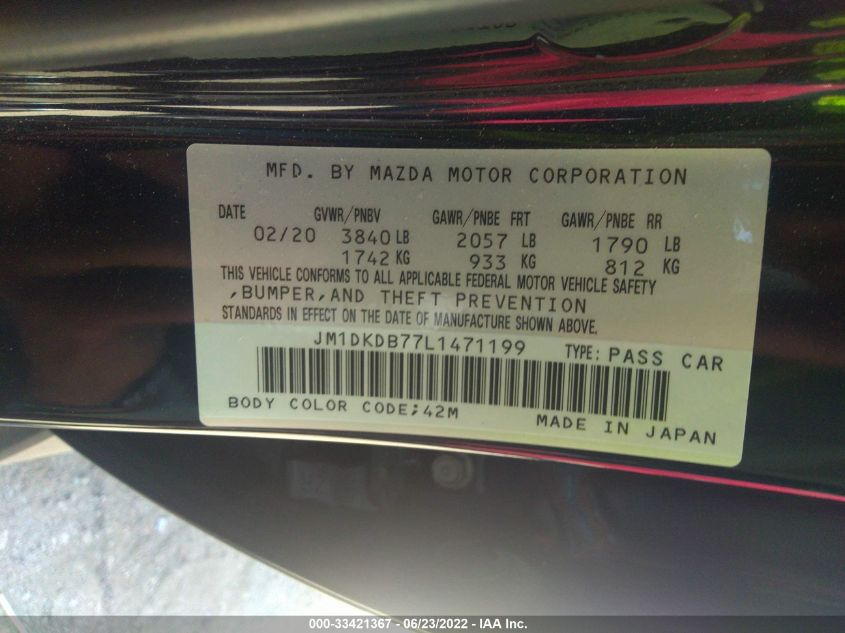 MFD. BY MAZDA MOTOR CORPORATION
DATE GVWR/PNBV GAWR/PNBE FRT GAWR/PNBE RR
02/20 3840 LB 2057 LB 1790 LB
1742 KG 933 KG 812 KG
THIS VEHICLE CONFORMS TO ALL APPLICABLE FEDERAL MOTOR VEHICLE SAFETY
,BUMPER,AND THEFT PREVENTION
STANDARDS IN EFFECT ON THE DATE OF MANUFACTURE SHOWN ABOVE.
JM1DKDB77L1471199 TYPE: PASS CAR
BODY COLOR CODE;42M MADE IN JAPAN
000-33421367 - 06/23/2022 - IAA Inc.